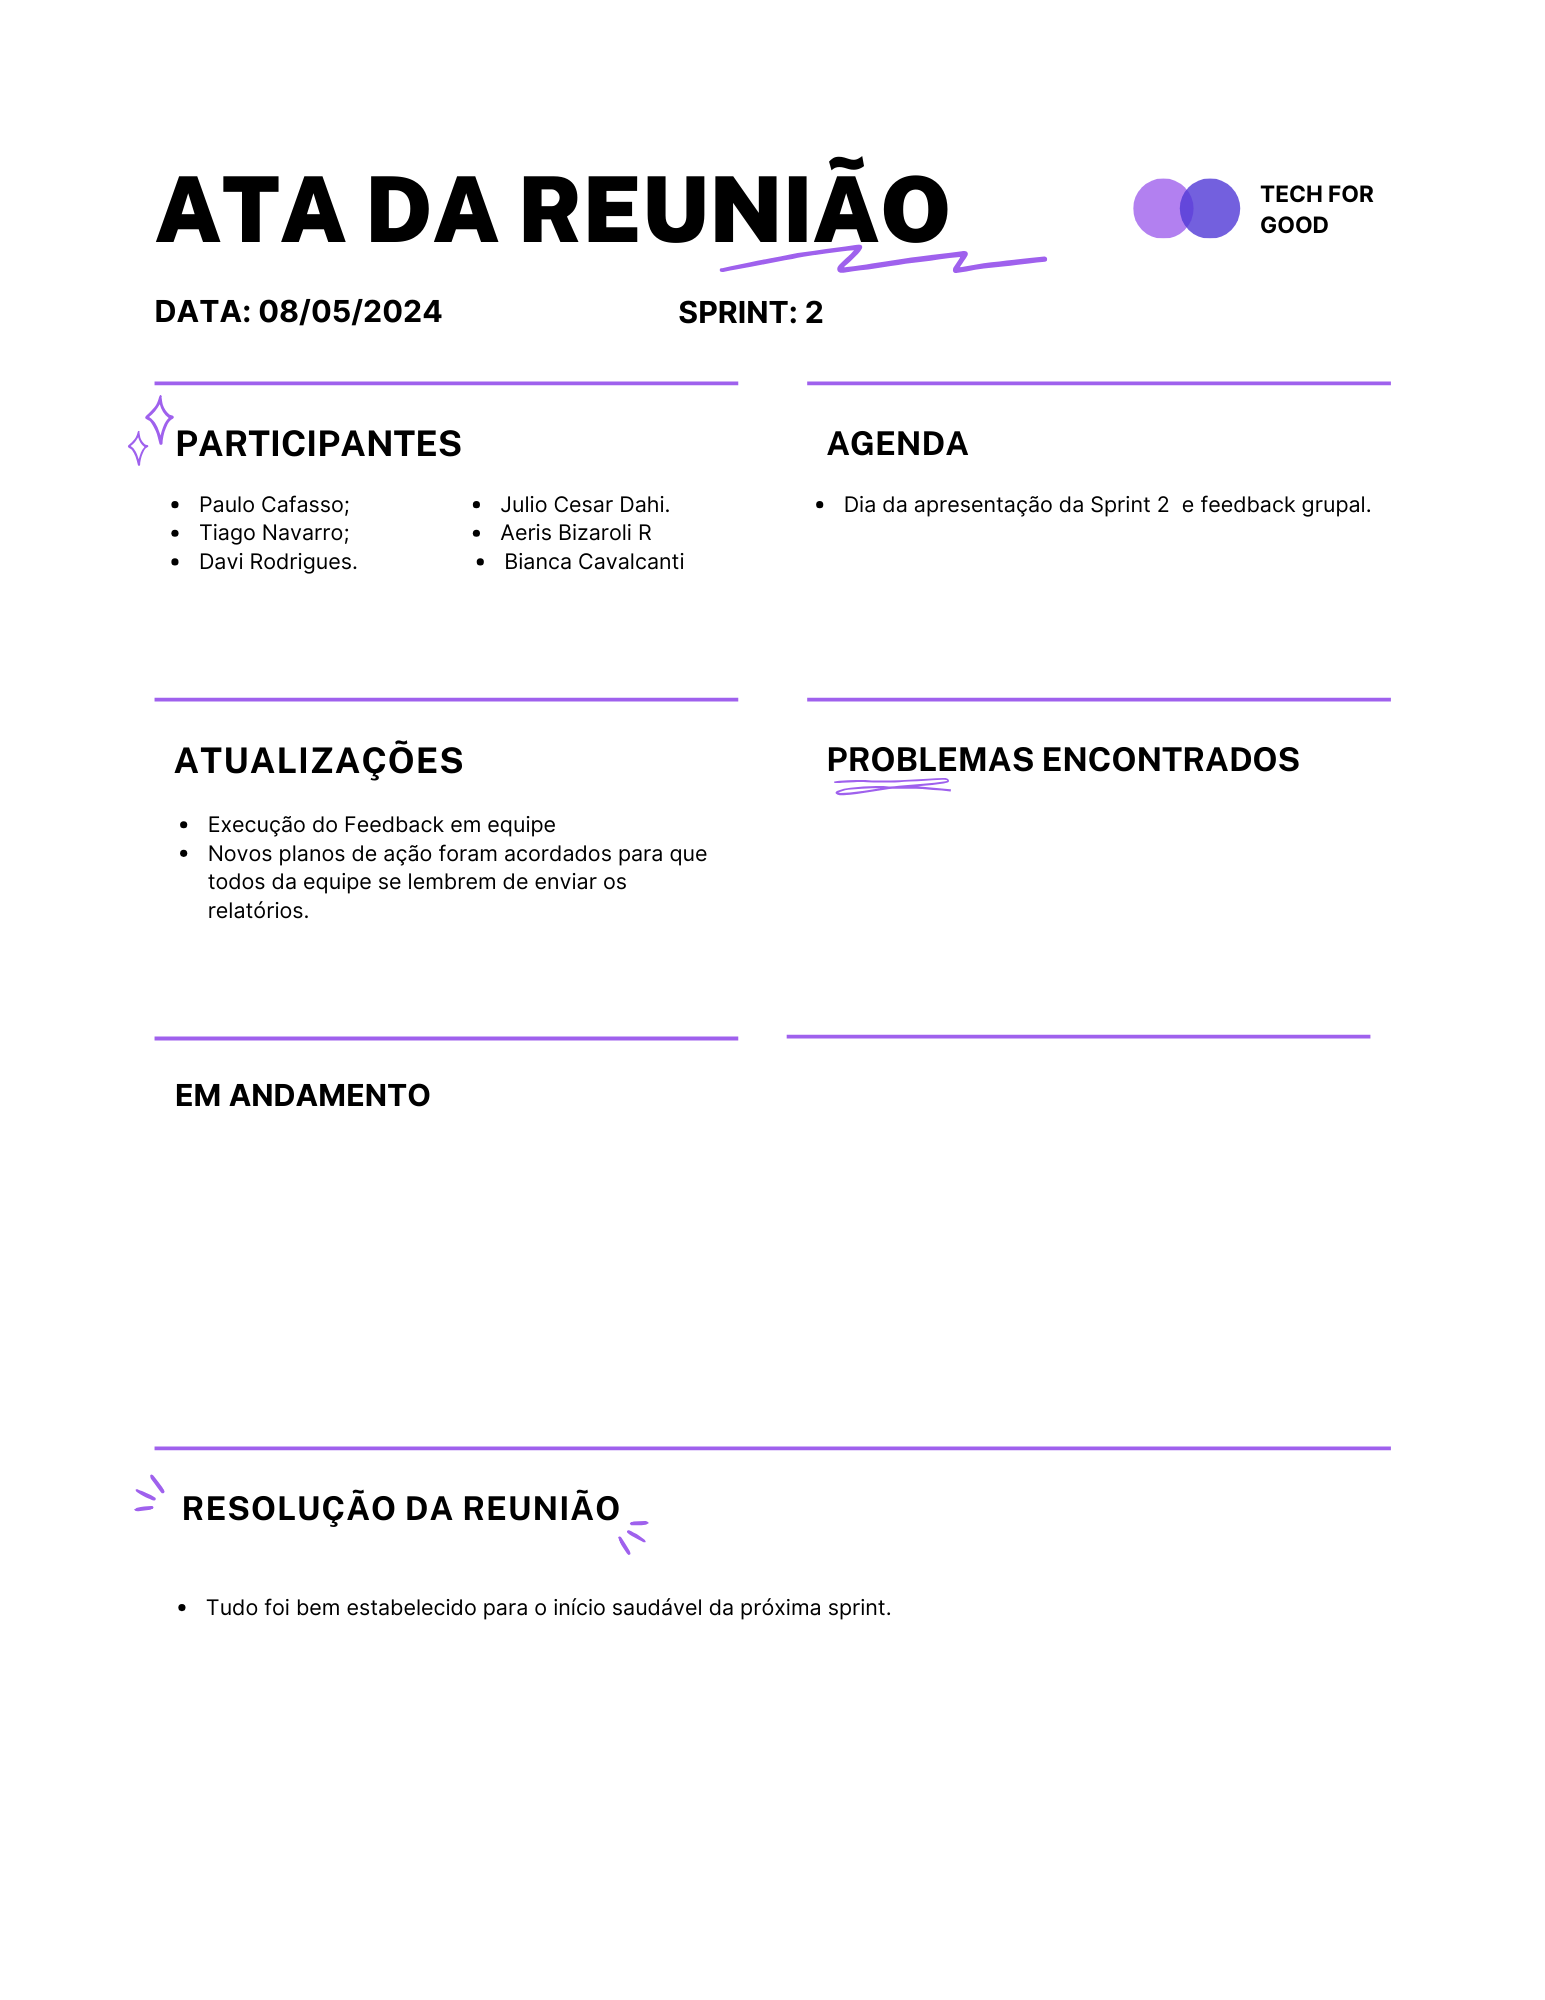 ATA DA REUNIÃO
TECH FOR
GOOD
DATA: 08/05/2024
SPRINT: 2
PARTICIPANTES
Paulo Cafasso;
Tiago Navarro;
Davi Rodrigues.
Julio Cesar Dahi.
Aeris Bizaroli R
Bianca Cavalcanti
AGENDA
Dia da apresentação da Sprint 2  e feedback grupal.
ATUALIZAÇÕES
Execução do Feedback em equipe
Novos planos de ação foram acordados para que
todos da equipe se lembrem de enviar os
relatórios.
PROBLEMAS ENCONTRADOS
EM ANDAMENTO
RESOLUÇÃO DA REUNIÃO
Tudo foi bem estabelecido para o início saudável da próxima sprint.